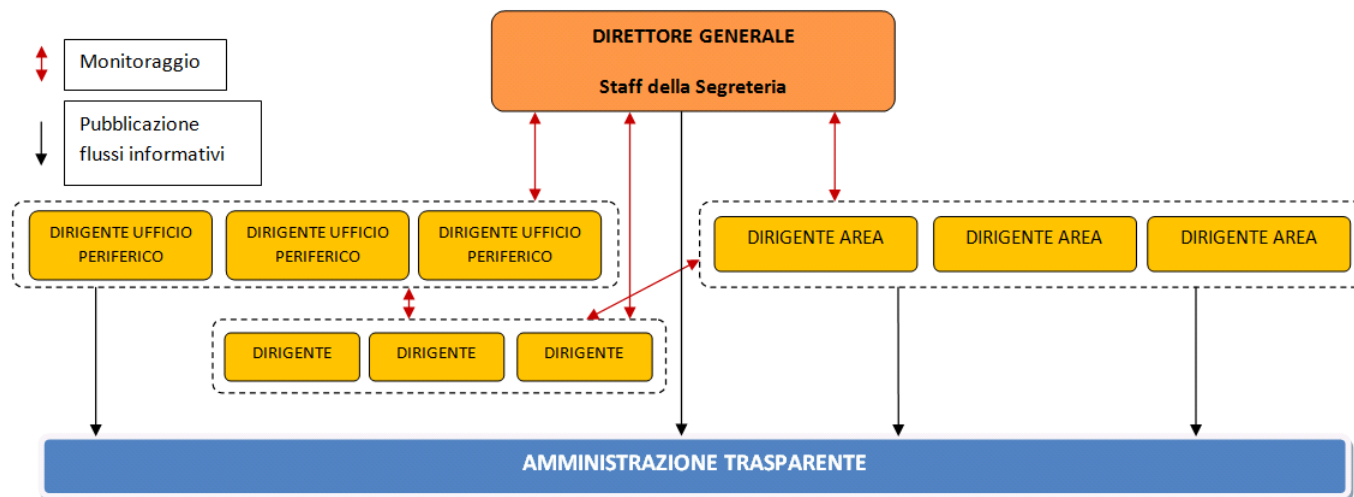 DIRETTORE GENERALE
Staff della Segreteria
Monitoraggio
Pubblicazione
flussi informativi
DIRIGENTE UFFICIO
PERIFERICO
DIRIGENTE UFFICIO
PERIFERICO
DIRIGENTE UFFICIO
PERIFERICO
DIRIGENTE AREA
DIRIGENTE AREA
DIRIGENTE AREA
DIRIGENTE
DIRIGENTE
DIRIGENTE
AMMINISTRAZIONE TRASPARENTE